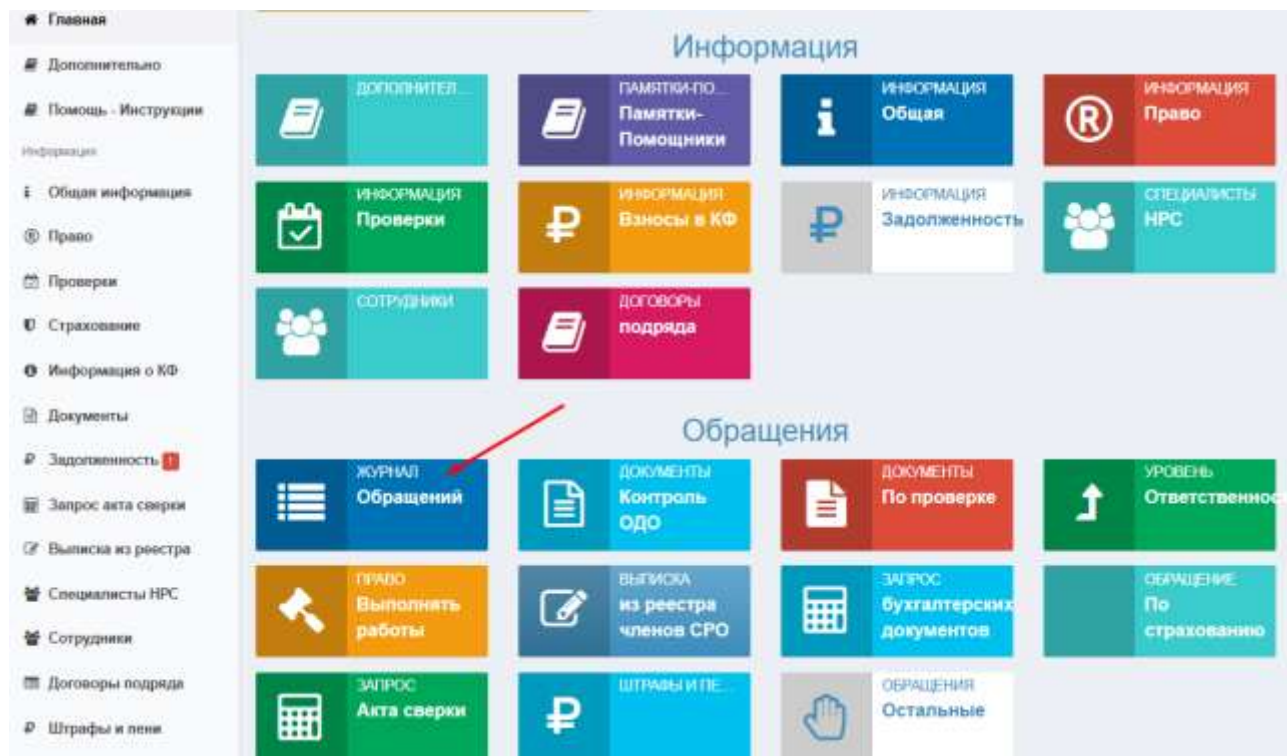 Главная
Дополнительно
Помощь - Инструкции
Информация
i Общая информация
® Право
Проверки
Страхование
Информация о КФ
Документы
₽ Задолженность !
Запрос акта сверки
Выписка из реестра
Специалисты НРС
Сотрудники
Договоры подряда
₽ Штрафы и пени
Информация
ДОПОЛНИТЕЛ...
ПАМЯТКИ-ПО...
Памятки-
Помощники
ИНФОРМАЦИЯ
Общая
ИНФОРМАЦИЯ
Право
ИНФОРМАЦИЯ
Проверки
ИНФОРМАЦИЯ
Взносы в КФ
ИНФОРМАЦИЯ
Задолженность
СПЕЦИАЛИСТЫ
НРС
СОТРУДНИКИ
ДОГОВОРЫ
подряда
Обращения
ЖУРНАЛ
Обращений
ДОКУМЕНТЫ
Контроль
ОДО
ДОКУМЕНТЫ
По проверке
УРОВЕНЬ
Ответственнос
ПРАВО
Выполнять
работы
ВЫПИСКА
из реестра
членов СРО
ЗАПРОС
бухгалтерских
документов
ОБРАЩЕНИЕ
По
страхованию
ЗАПРОС
Акта сверки
ШТРАФЫ И ПЕ...
ОБРАЩЕНИЯ
Остальные